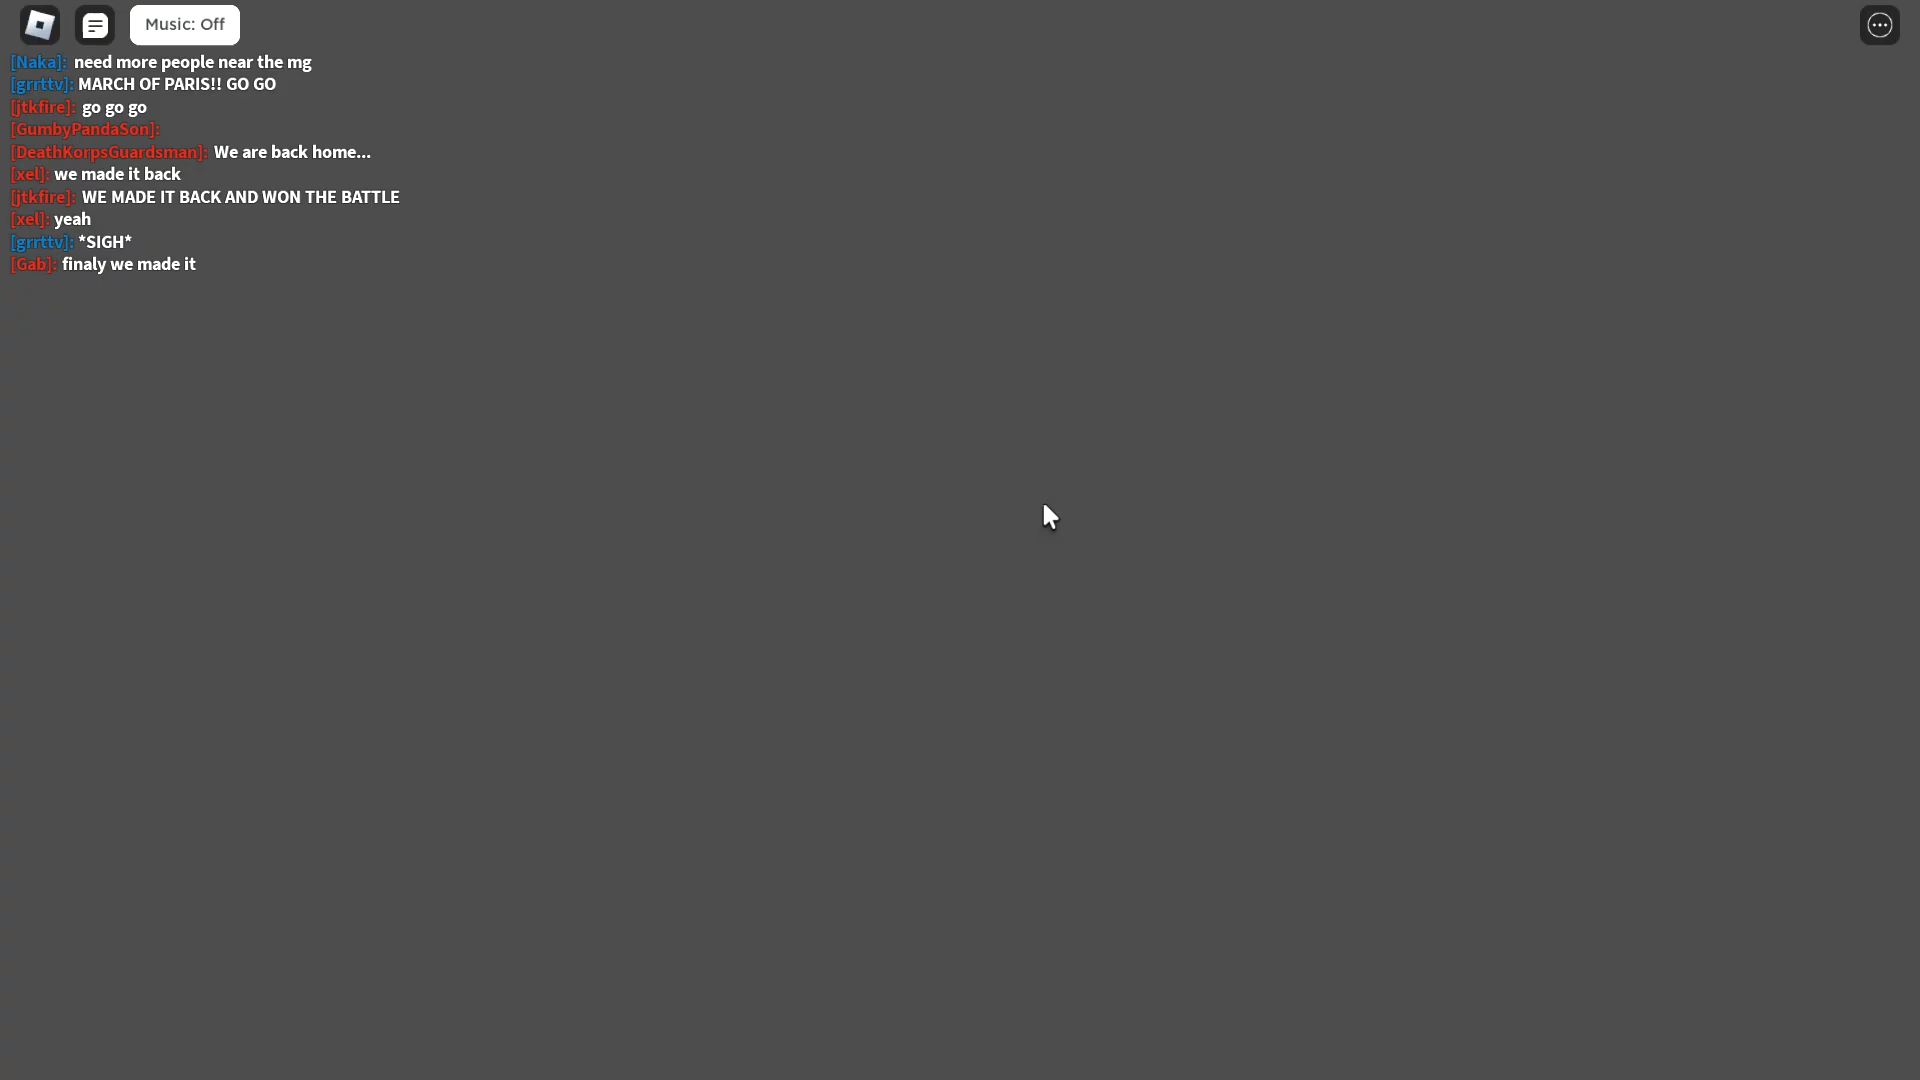 Music: Off
[Naka]: need more people near the mg
[grrttv]: MARCH OF PARIS!! GO GO
[jtkfire]: go go go
[GumbyPandaSon]:
[DeathKorpsGuardsman]: We are back home...
[xel]: we made it back
[jtkfire]: WE MADE IT BACK AND WON THE BATTLE
[xel]: yeah
[grrttv]: *SIGH*
[Gab]: finaly we made it